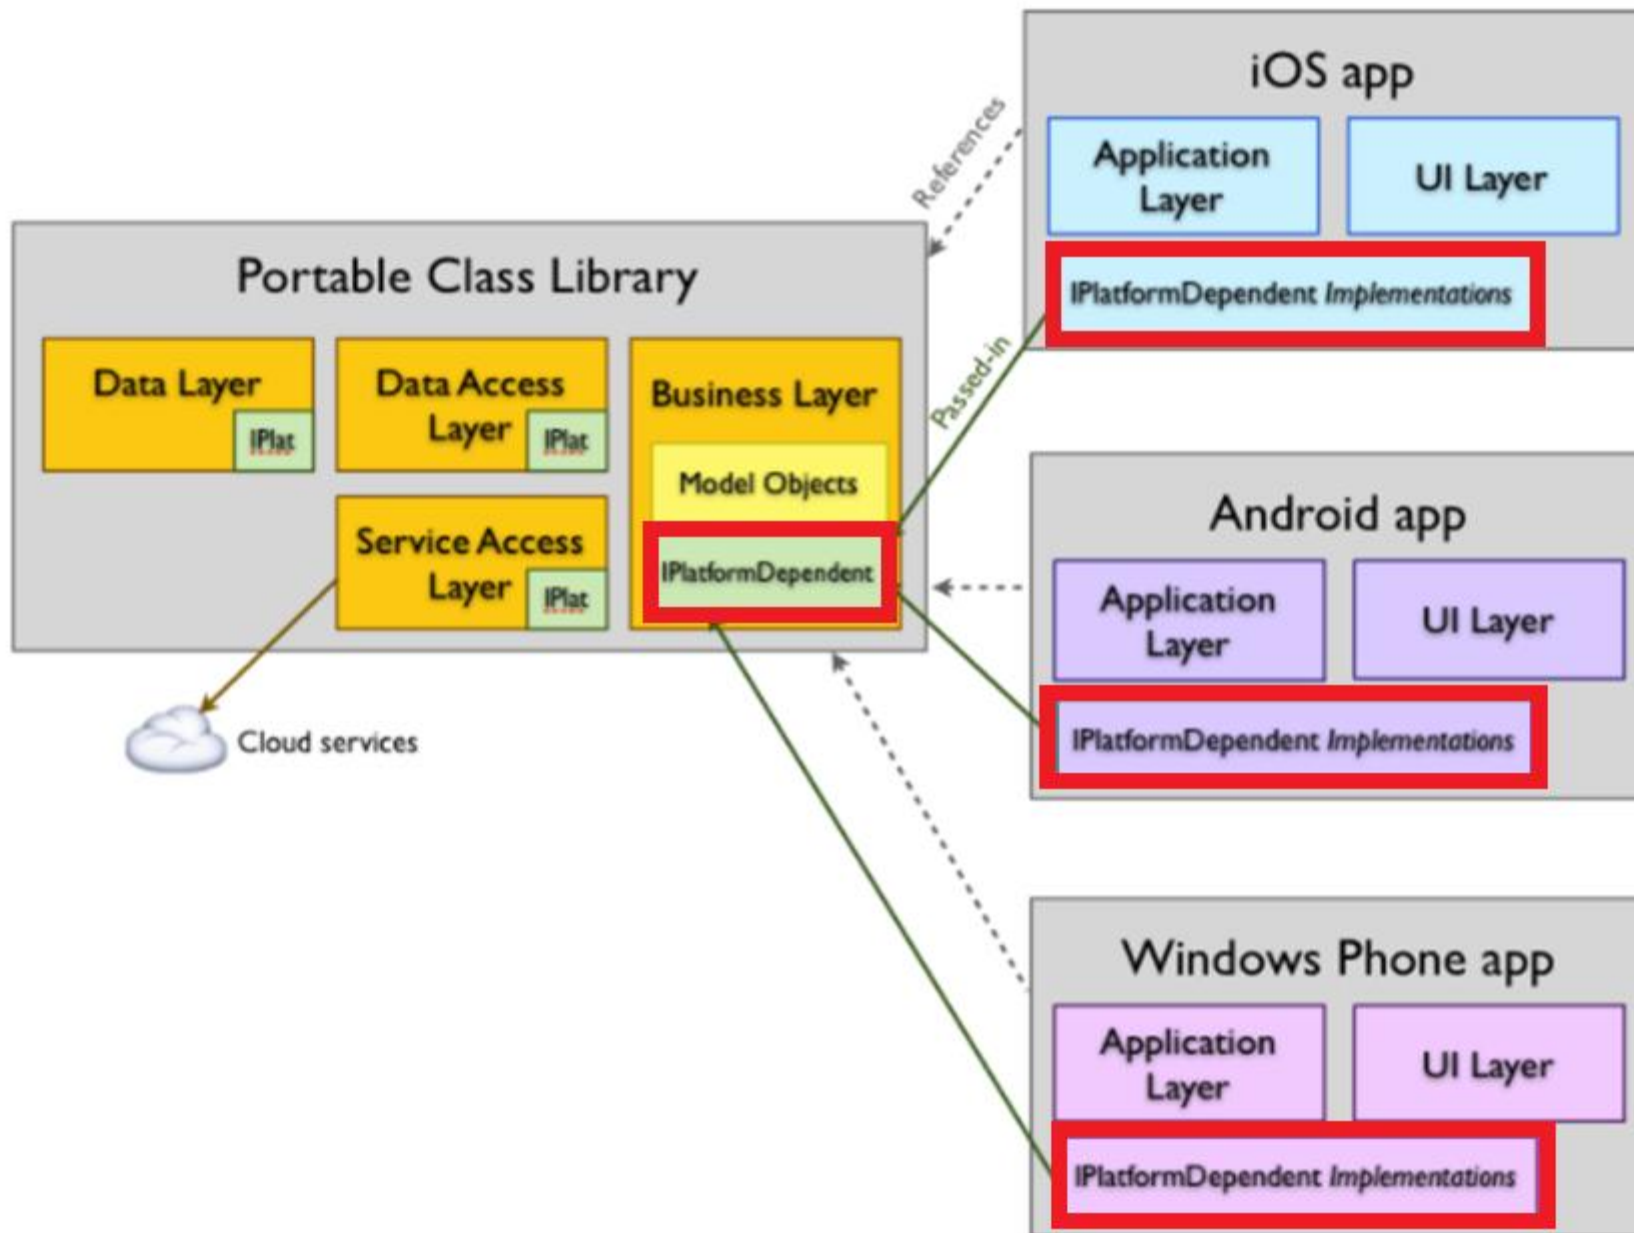 iOS app
References
Application
Layer
UI Layer
IPlatformDependent Implementations
Portable Class Library
Data Layer
IPlat
Data Access
Layer
IPlat
Business Layer
Model Objects
IPlatformDependent
Service Access
Layer
IPlat
Passed-in
Cloud services
Android app
Application
Layer
UI Layer
IPlatformDependent Implementations
Windows Phone app
Application
Layer
UI Layer
IPlatformDependent Implementations